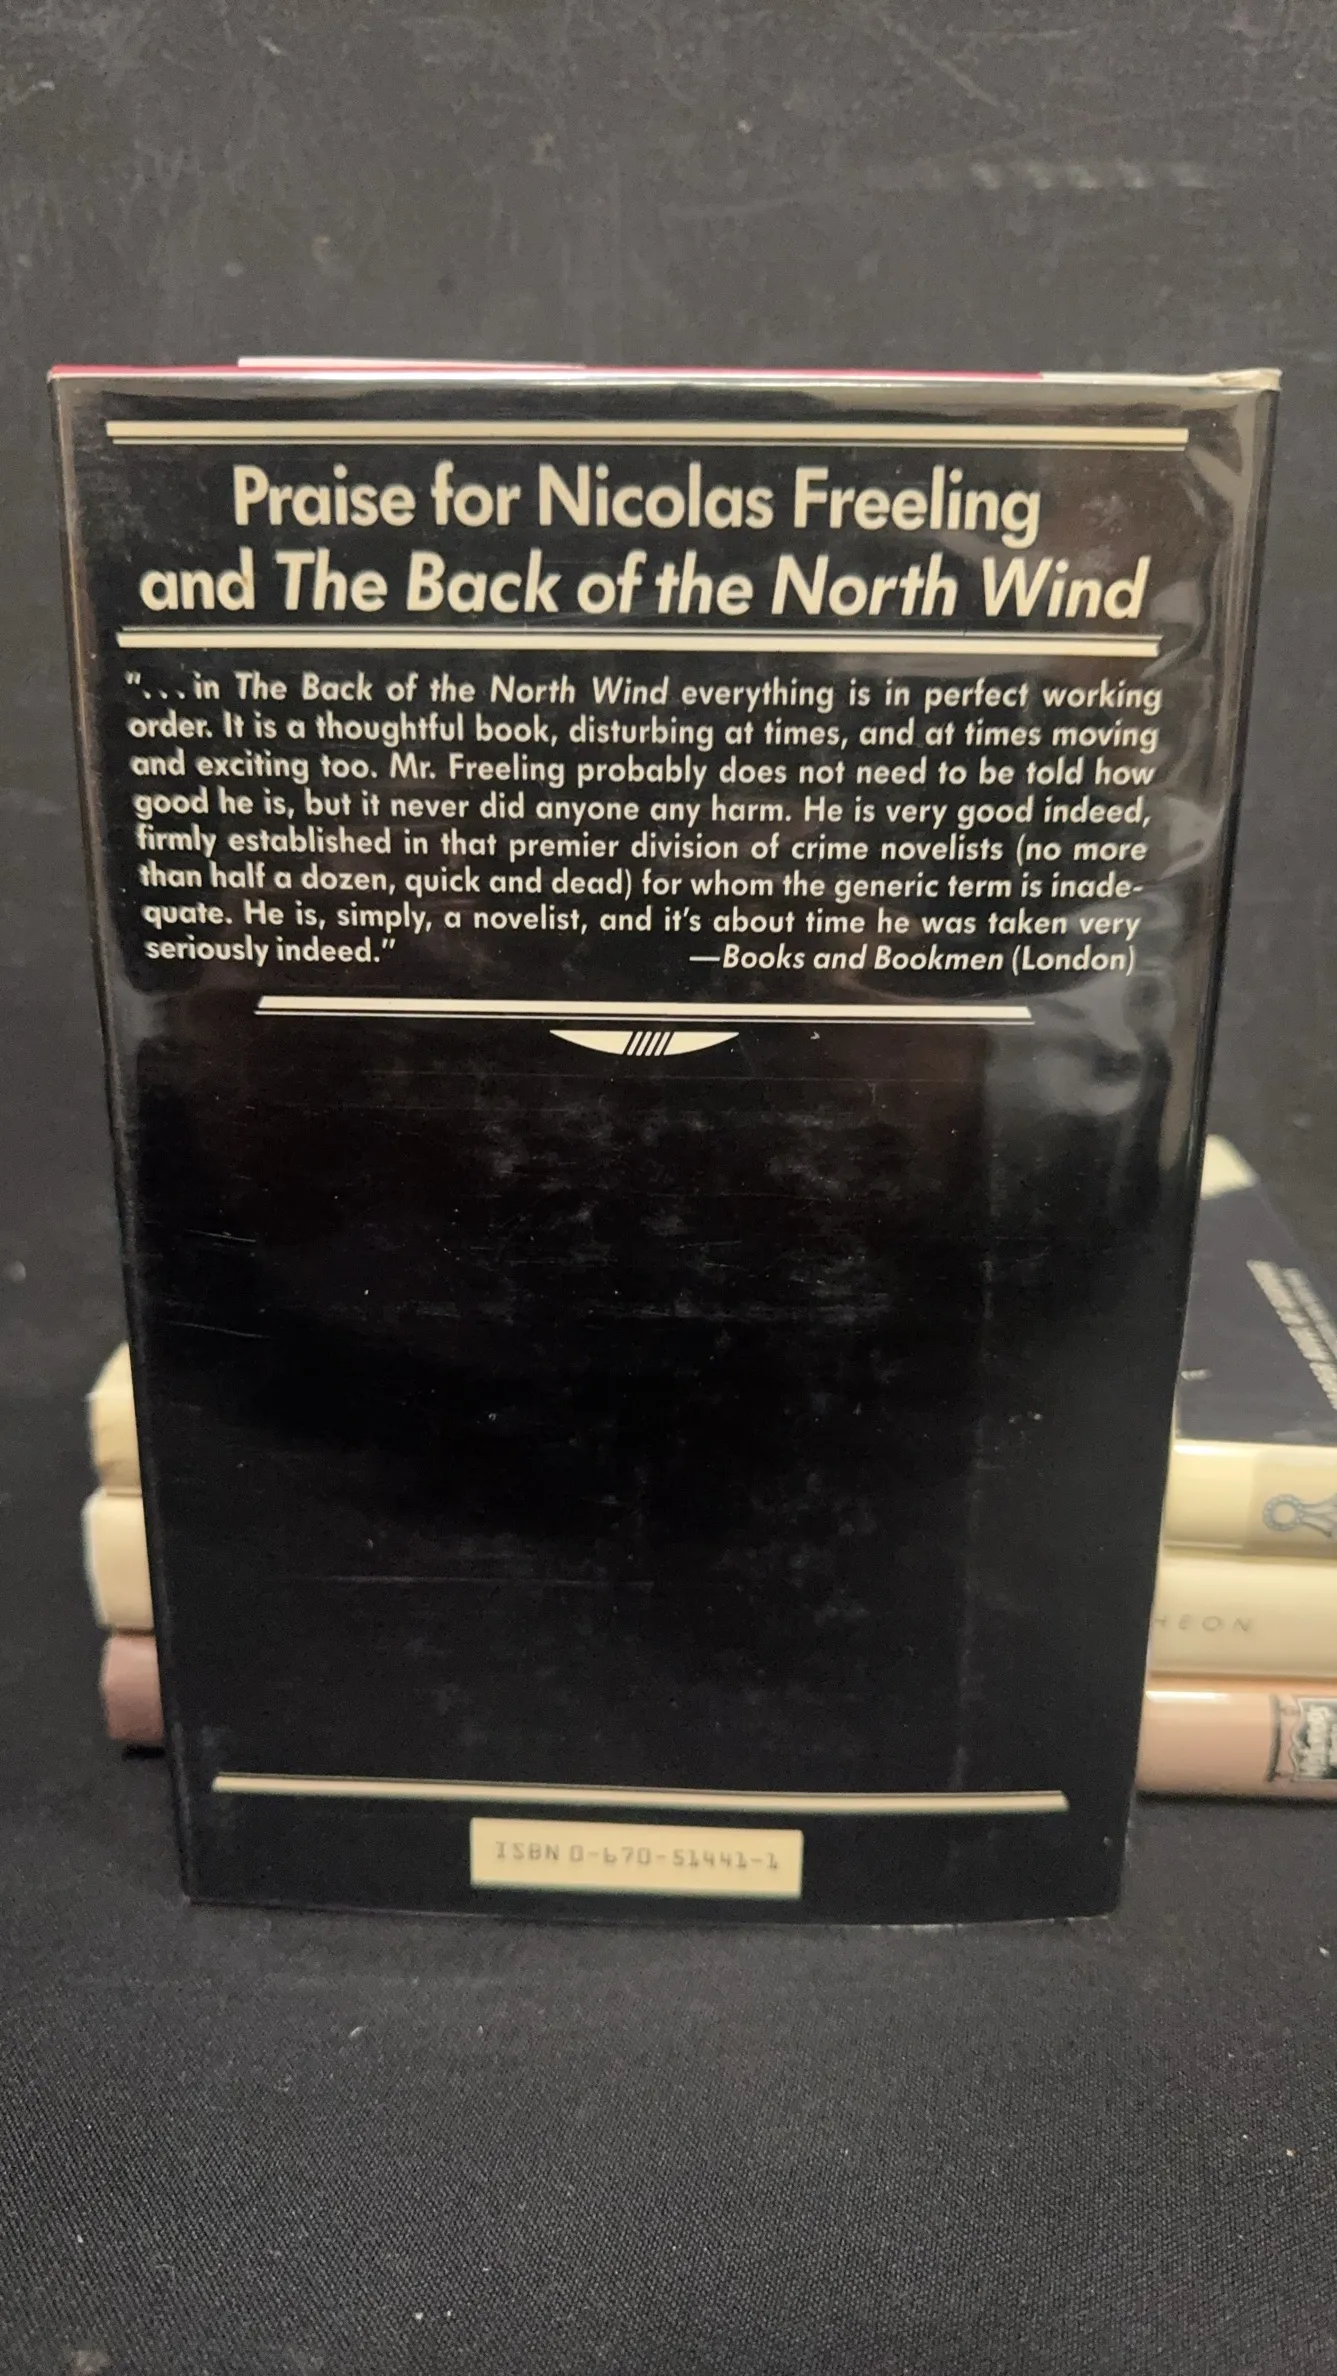 Praise for Nicolas Freeling
and The Back of the North Wind
"...in The Back of the North Wind everything is in perfect working
order. It is a thoughtful book, disturbing at times, and at times moving
and exciting too. Mr. Freeling probably does not need to be told how
good he is, but it never did anyone any harm. He is very good indeed,
firmly established in that premier division of crime novelists (no more
than half a dozen, quick and dead) for whom the generic term is inade-
quate. He is, simply, a novelist, and it's about time he was taken very
seriously indeed."
—Books and Bookmen (London)
ISBN 0-670-51441-1
HEON